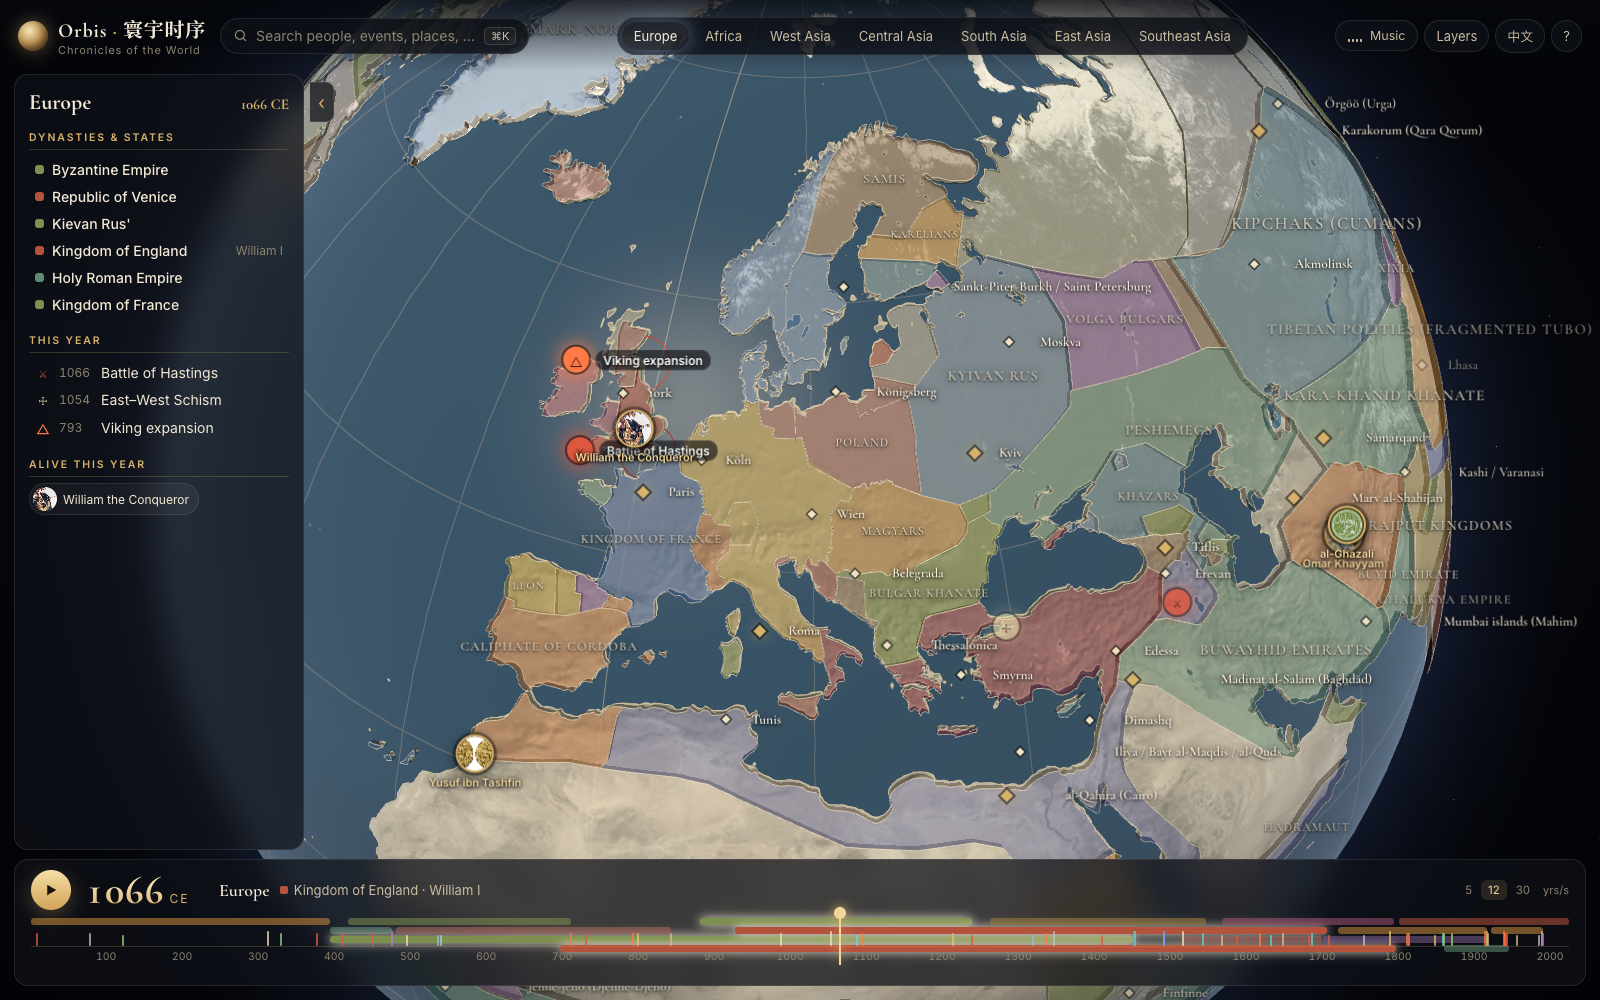 Orbis · 寰宇时序
Chronicles of the World
Search people, events, places, ...
⌘K
Europe
Africa
West Asia
Central Asia
South Asia
East Asia
Southeast Asia
Music
Layers
中文
?
Europe
1066 CE
DYNASTIES & STATES
Byzantine Empire
Republic of Venice
Kievan Rus'
Kingdom of England William I
Holy Roman Empire
Kingdom of France
THIS YEAR
1066 Battle of Hastings
1054 East–West Schism
793 Viking expansion
ALIVE THIS YEAR
William the Conqueror
Örgöö (Urga)
Karakorum (Qara Qorum)
SAMIS
KIPCHAKS (CUMANS)
KARELIANS
Akmolinsk
Sankt-Piter-Burkh / Saint Petersburg
VOLGA BULGARS
TIBETAN POLITIES (FRAGMENTED TUBO)
Moskva
Viking expansion
Lhasa
KYIVAN RUS
York
Königsberg
KARA-KHANID KHANATE
PESHEMEGS
POLAND
Samarqand
Battle of Hastings
William the Conqueror
Köln
Kviv
Kashi / Varanasi
Paris
KHAZARS
Marv al-Shahijan
Wien
RAJPUT KINGDOMS
MAGYARS
KINGDOM OF FRANCE
Tiflis
al-Ghazali
Omar Khayyam
Belegrada
Erevan
BUYID EMIRATE
LEON
BULGAR KHANATE
HALUKYA EMPIRE
Mumbai islands (Mahim)
Roma
CALIPHATE OF CORDOBA
Thessalonica
Edessa
BUWAYHID EMIRATES
Smyrna
Madinat al-Salam (Baghdad)
Tunis
Dimashq
Iliya / Bayt al-Maqdis / al-Quds
Yusuf ibn Tashfin
al-Qahira (Cairo)
HADRAMAUT
1066 CE
Europe
Kingdom of England · William I
5 12 30 yrs/s
100 200 300 400 500 600 700 800 900 1000 1100 1200 1300 1400 1500 1600 1700 1800 1900 2000
Jenne-Jeno (Djenné-Djeno)
Finfinne